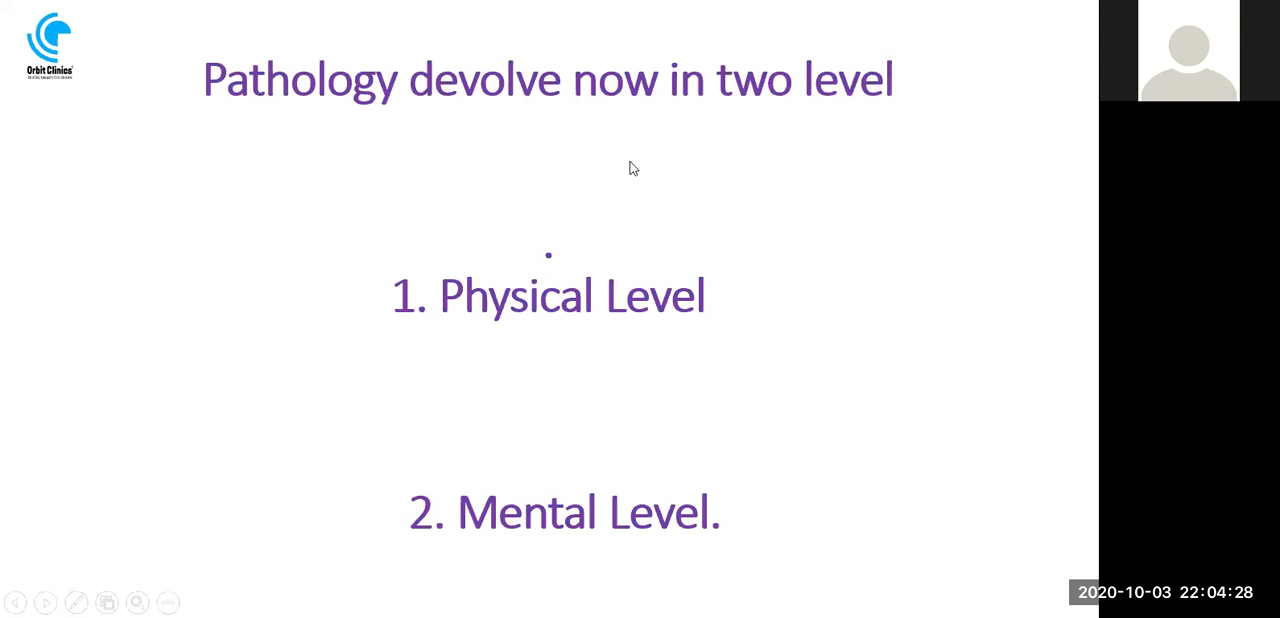 Orbit Clinics
Pathology devolve now in two level
.
1. Physical Level
2. Mental Level.
2020-10-03 22:04:28